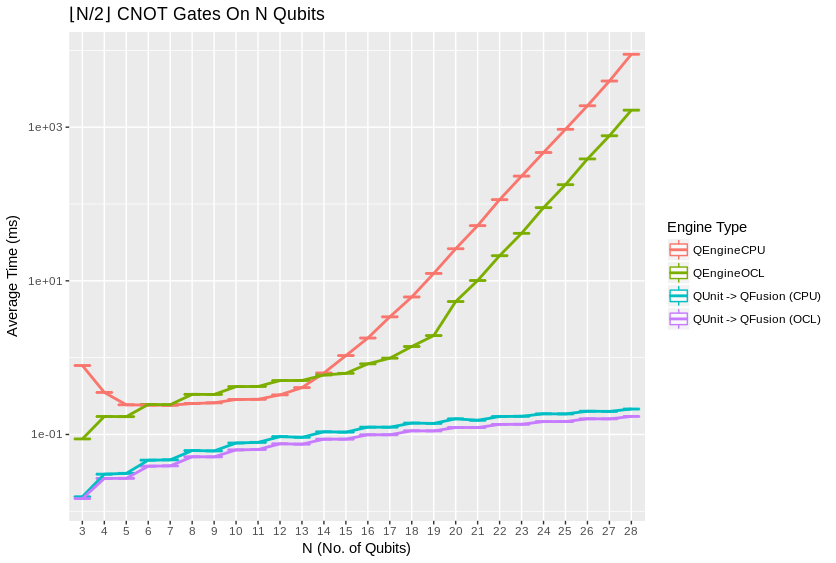 ⌊N/2⌋ CNOT Gates On N Qubits
Average Time (ms)
1e+03
1e+01
1e-01
3 4 5 6 7 8 9 10 11 12 13 14 15 16 17 18 19 20 21 22 23 24 25 26 27 28
N (No. of Qubits)
Engine Type
QEngineCPU
QEngineOCL
QUnit -> QFusion (CPU)
QUnit -> QFusion (OCL)